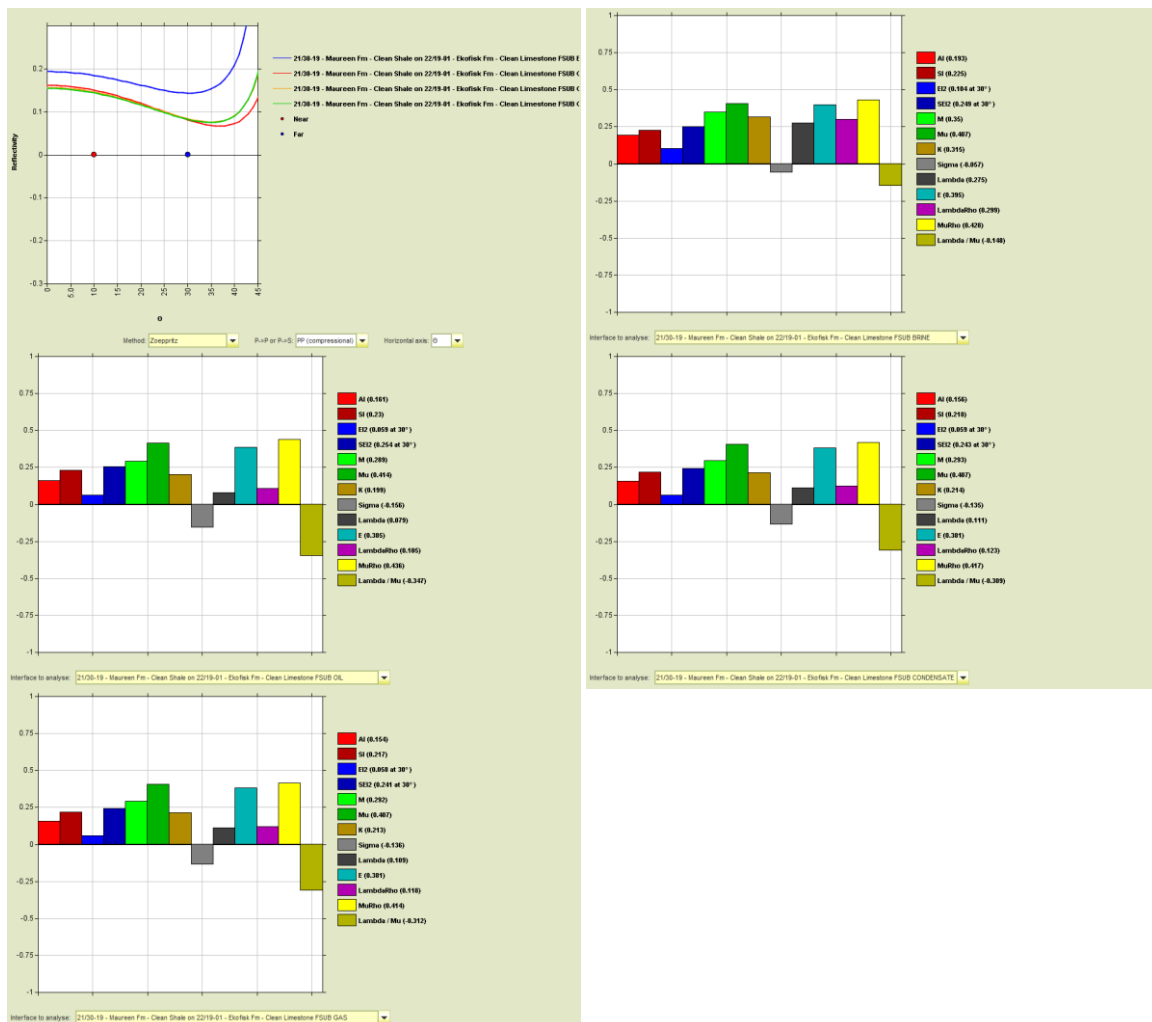 0.2
0.1
0
-0.1
-0.2
-0.3
Reflectivity
0
5.0
10
15
20
25
30
35
40
45
Θ
21/30-19 - Maureen Fm - Clean Shale on 22/19-01 - Ekofisk Fm - Clean Limestone FSUB
21/30-19 - Maureen Fm - Clean Shale on 22/19-01 - Ekofisk Fm - Clean Limestone FSUB
21/30-19 - Maureen Fm - Clean Shale on 22/19-01 - Ekofisk Fm - Clean Limestone FSUB
21/30-19 - Maureen Fm - Clean Shale on 22/19-01 - Ekofisk Fm - Clean Limestone FSUB
Near
Far
Method: Zoeppritz P->P or P->S: PP (compressional) Horizontal axis: Θ
1
0.75
0.5
0.25
0
-0.25
-0.5
-0.75
-1
AI (0.193)
SI (0.225)
EI2 (0.104 at 30°)
SEI2 (0.249 at 30°)
M (0.35)
Mu (0.407)
K (0.315)
Sigma (-0.057)
Lambda (0.275)
E (0.395)
LambdaRho (0.299)
MuRho (0.428)
Lambda / Mu (-0.148)
Interface to analyse: 21/30-19 - Maureen Fm - Clean Shale on 22/19-01 - Ekofisk Fm - Clean Limestone FSUB BRINE
1
0.75
0.5
0.25
0
-0.25
-0.5
-0.75
-1
AI (0.161)
SI (0.23)
EI2 (0.059 at 30°)
SEI2 (0.254 at 30°)
M (0.289)
Mu (0.414)
K (0.199)
Sigma (-0.156)
Lambda (0.079)
E (0.385)
LambdaRho (0.105)
MuRho (0.436)
Lambda / Mu (-0.347)
Interface to analyse: 21/30-19 - Maureen Fm - Clean Shale on 22/19-01 - Ekofisk Fm - Clean Limestone FSUB OIL
1
0.75
0.5
0.25
0
-0.25
-0.5
-0.75
-1
AI (0.156)
SI (0.218)
EI2 (0.059 at 30°)
SEI2 (0.243 at 30°)
M (0.293)
Mu (0.407)
K (0.214)
Sigma (-0.135)
Lambda (0.111)
E (0.381)
LambdaRho (0.123)
MuRho (0.417)
Lambda / Mu (-0.309)
Interface to analyse: 21/30-19 - Maureen Fm - Clean Shale on 22/19-01 - Ekofisk Fm - Clean Limestone FSUB CONDENSATE
1
0.75
0.5
0.25
0
-0.25
-0.5
-0.75
-1
AI (0.154)
SI (0.217)
EI2 (0.058 at 30°)
SEI2 (0.241 at 30°)
M (0.292)
Mu (0.407)
K (0.213)
Sigma (-0.136)
Lambda (0.109)
E (0.381)
LambdaRho (0.118)
MuRho (0.414)
Lambda / Mu (-0.312)
Interface to analyse: 21/30-19 - Maureen Fm - Clean Shale on 22/19-01 - Ekofisk Fm - Clean Limestone FSUB GAS